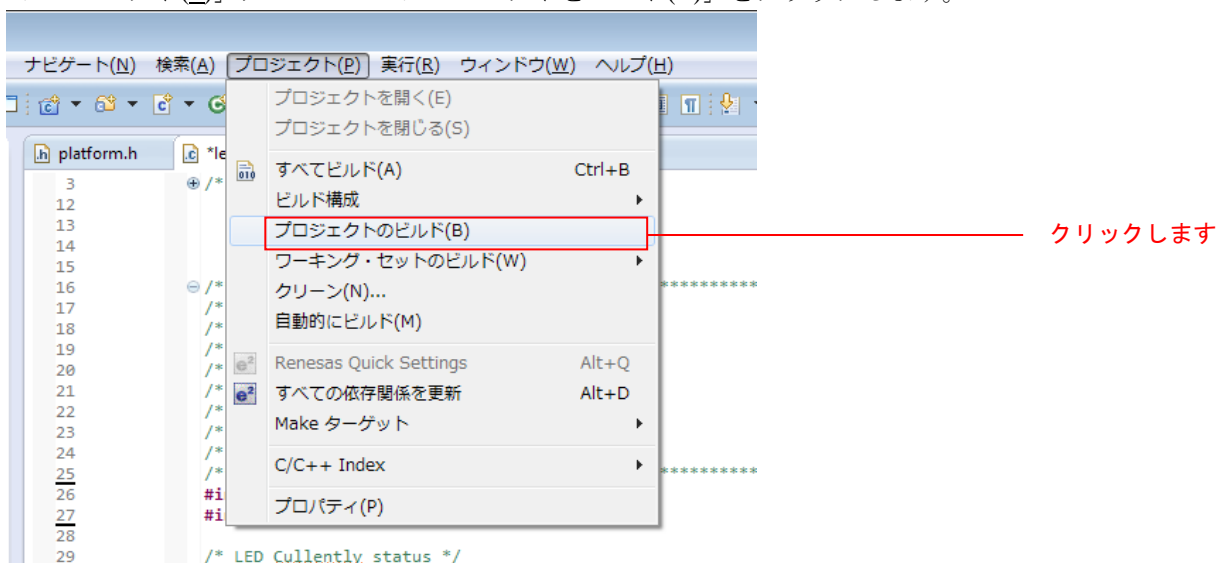 ナビゲート(N) 検索(A) プロジェクト(P) 実行(R) ウィンドウ(W) ヘルプ(H)
プロジェクトを開く(E)
プロジェクトを閉じる(S)
platform.h
すべてビルド(A) Ctrl+B
ビルド構成
プロジェクトのビルド(B)
クリックします
ワーキング・セットのビルド(W)
クリーン(N)...
自動的にビルド(M)
Renesas Quick Settings Alt+Q
すべての依存関係を更新 Alt+D
Make ターゲット
C/C++ Index
プロパティ(P)
3 /*
12
13
14
15
16 /* **********
17 /*
18 /*
19 /*
20 /*
21 /*
22 /*
23 /*
24 /*
25 /* **********
26 #i
27 #i
28
29 /* LED Cullently status */